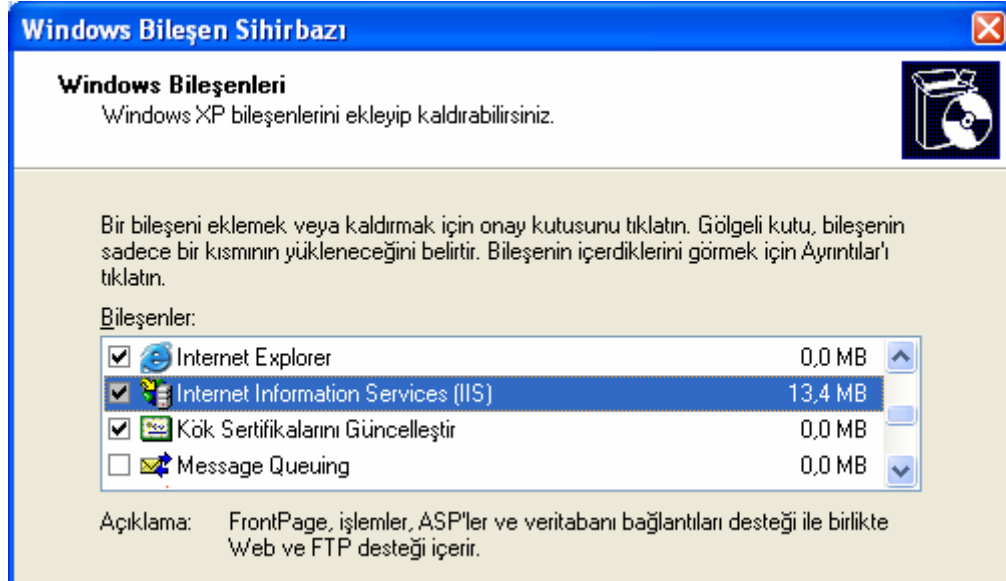 Windows Bileşen Sihirbazı
Windows Bileşenleri
Windows XP bileşenlerini ekleyip kaldırabilirsiniz.
Bir bileşeni eklemek veya kaldırmak için onay kutusunu tıklatın. Gölgeli kutu, bileşenin
sadece bir kısmının yükleneceğini belirtir. Bileşenin içerdiklerini görmek için Ayrıntılar'ı
tıklatın.
Bileşenler:
Internet Explorer 0,0 MB
Internet Information Services (IIS) 13,4 MB
Kök Sertifikalarını Güncelleştir 0,0 MB
Message Queuing 0,0 MB
Açıklama: FrontPage, işlemler, ASP'ler ve veritabanı bağlantıları desteği ile birlikte
Web ve FTP desteği içerir.